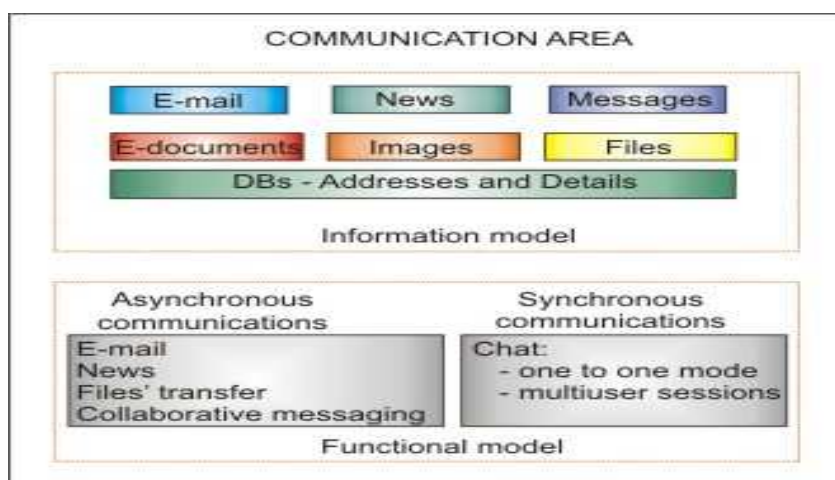 COMMUNICATION AREA
E-mail
News
Messages
E-documents
Images
Files
DBs - Addresses and Details
Information model
Asynchronous
communications
E-mail
News
Files' transfer
Collaborative messaging
Synchronous
communications
Chat:
- one to one mode
- multiuser sessions
Functional model